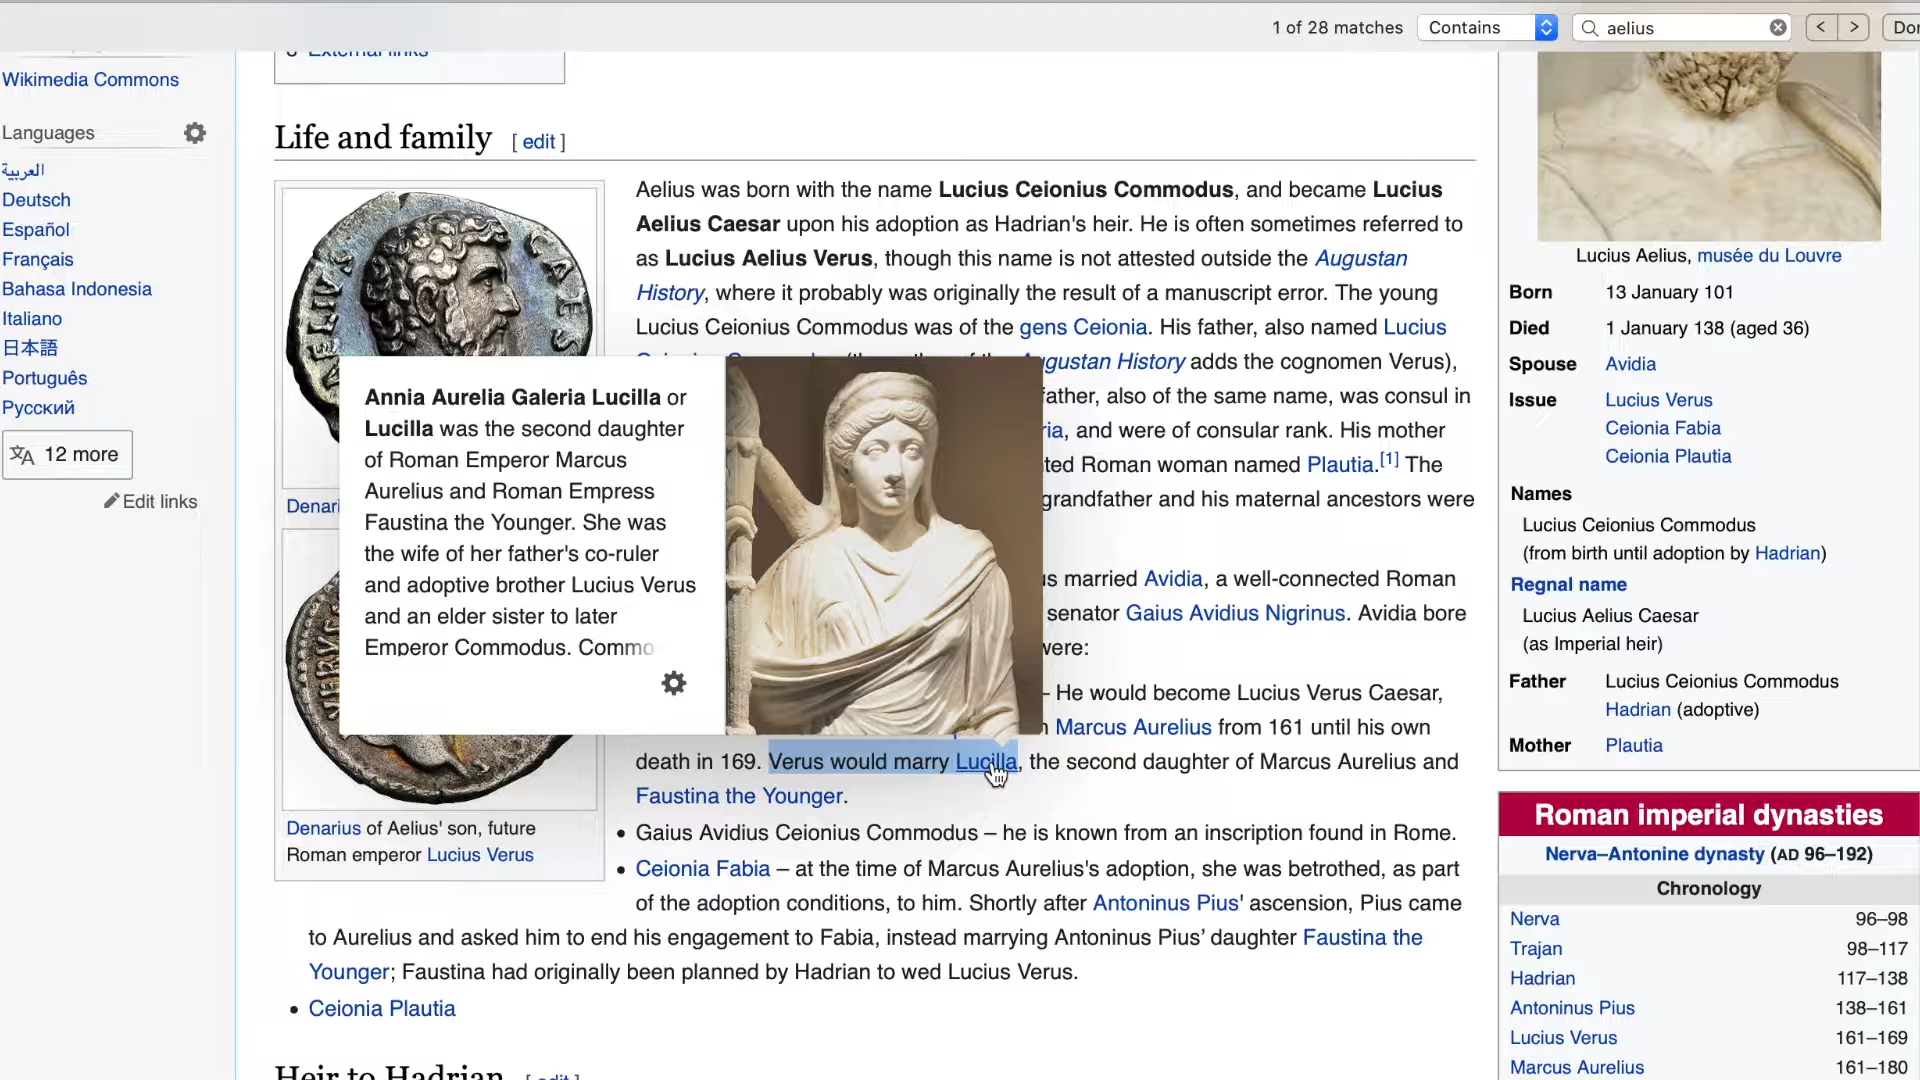 1 of 28 matches
Contains
aelius
Wikimedia Commons
Languages
العربية
Deutsch
Español
Français
Bahasa Indonesia
Italiano
日本語
Português
Русский
12 more
Edit links
External links
Life and family [ edit ]
Aelius was born with the name Lucius Ceionius Commodus, and became Lucius
Aelius Caesar upon his adoption as Hadrian's heir. He is often sometimes referred to
as Lucius Aelius Verus, though this name is not attested outside the Augustan
History, where it probably was originally the result of a manuscript error. The young
Lucius Ceionius Commodus was of the gens Ceionia. His father, also named Lucius
Augustan History adds the cognomen Verus),
father, also of the same name, was consul in
and were of consular rank. His mother
Roman woman named Plautia.[1] The
grandfather and his maternal ancestors were
married Avidia, a well-connected Roman
senator Gaius Avidius Nigrinus. Avidia bore
were:
– He would become Lucius Verus Caesar,
Marcus Aurelius from 161 until his own
death in 169. Verus would marry Lucilla, the second daughter of Marcus Aurelius and
Faustina the Younger.
• Gaius Avidius Ceionius Commodus – he is known from an inscription found in Rome.
• Ceionia Fabia – at the time of Marcus Aurelius's adoption, she was betrothed, as part
of the adoption conditions, to him. Shortly after Antoninus Pius' ascension, Pius came
to Aurelius and asked him to end his engagement to Fabia, instead marrying Antoninus Pius’ daughter Faustina the
Younger; Faustina had originally been planned by Hadrian to wed Lucius Verus.
• Ceionia Plautia
Heir to Hadrian [ edit ]
Annia Aurelia Galeria Lucilla or
Lucilla was the second daughter
of Roman Emperor Marcus
Aurelius and Roman Empress
Faustina the Younger. She was
the wife of her father's co-ruler
and adoptive brother Lucius Verus
and an elder sister to later
Emperor Commodus. Commo
AELIVS CAES
VERVS
Denari
Denarius of Aelius' son, future
Roman emperor Lucius Verus
Lucius Aelius, musée du Louvre
Born 13 January 101
Died 1 January 138 (aged 36)
Spouse Avidia
Issue Lucius Verus
Ceionia Fabia
Ceionia Plautia
Names
Lucius Ceionius Commodus
(from birth until adoption by Hadrian)
Regnal name
Lucius Aelius Caesar
(as Imperial heir)
Father Lucius Ceionius Commodus
Hadrian (adoptive)
Mother Plautia
Roman imperial dynasties
Nerva–Antonine dynasty (AD 96–192)
Chronology
Nerva 96–98
Trajan 98–117
Hadrian 117–138
Antoninus Pius 138–161
Lucius Verus 161–169
Marcus Aurelius 161–180